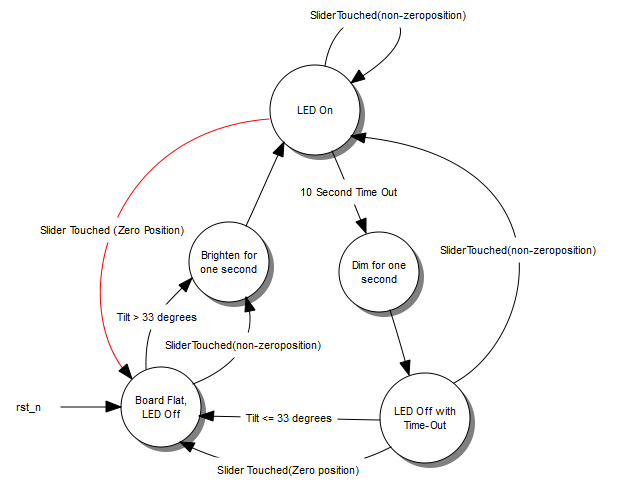 SliderTouched(non-zeroposition)
LED On
10 Second Time Out
Slider Touched (Zero Position)
Brighten for
one second
SliderTouched(non-zeroposition)
Dim for one
second
Tilt > 33 degrees
SliderTouched(non-zeroposition)
rst_n
Board Flat,
LED Off
Tilt <= 33 degrees
LED Off with
Time-Out
Slider Touched(Zero position)